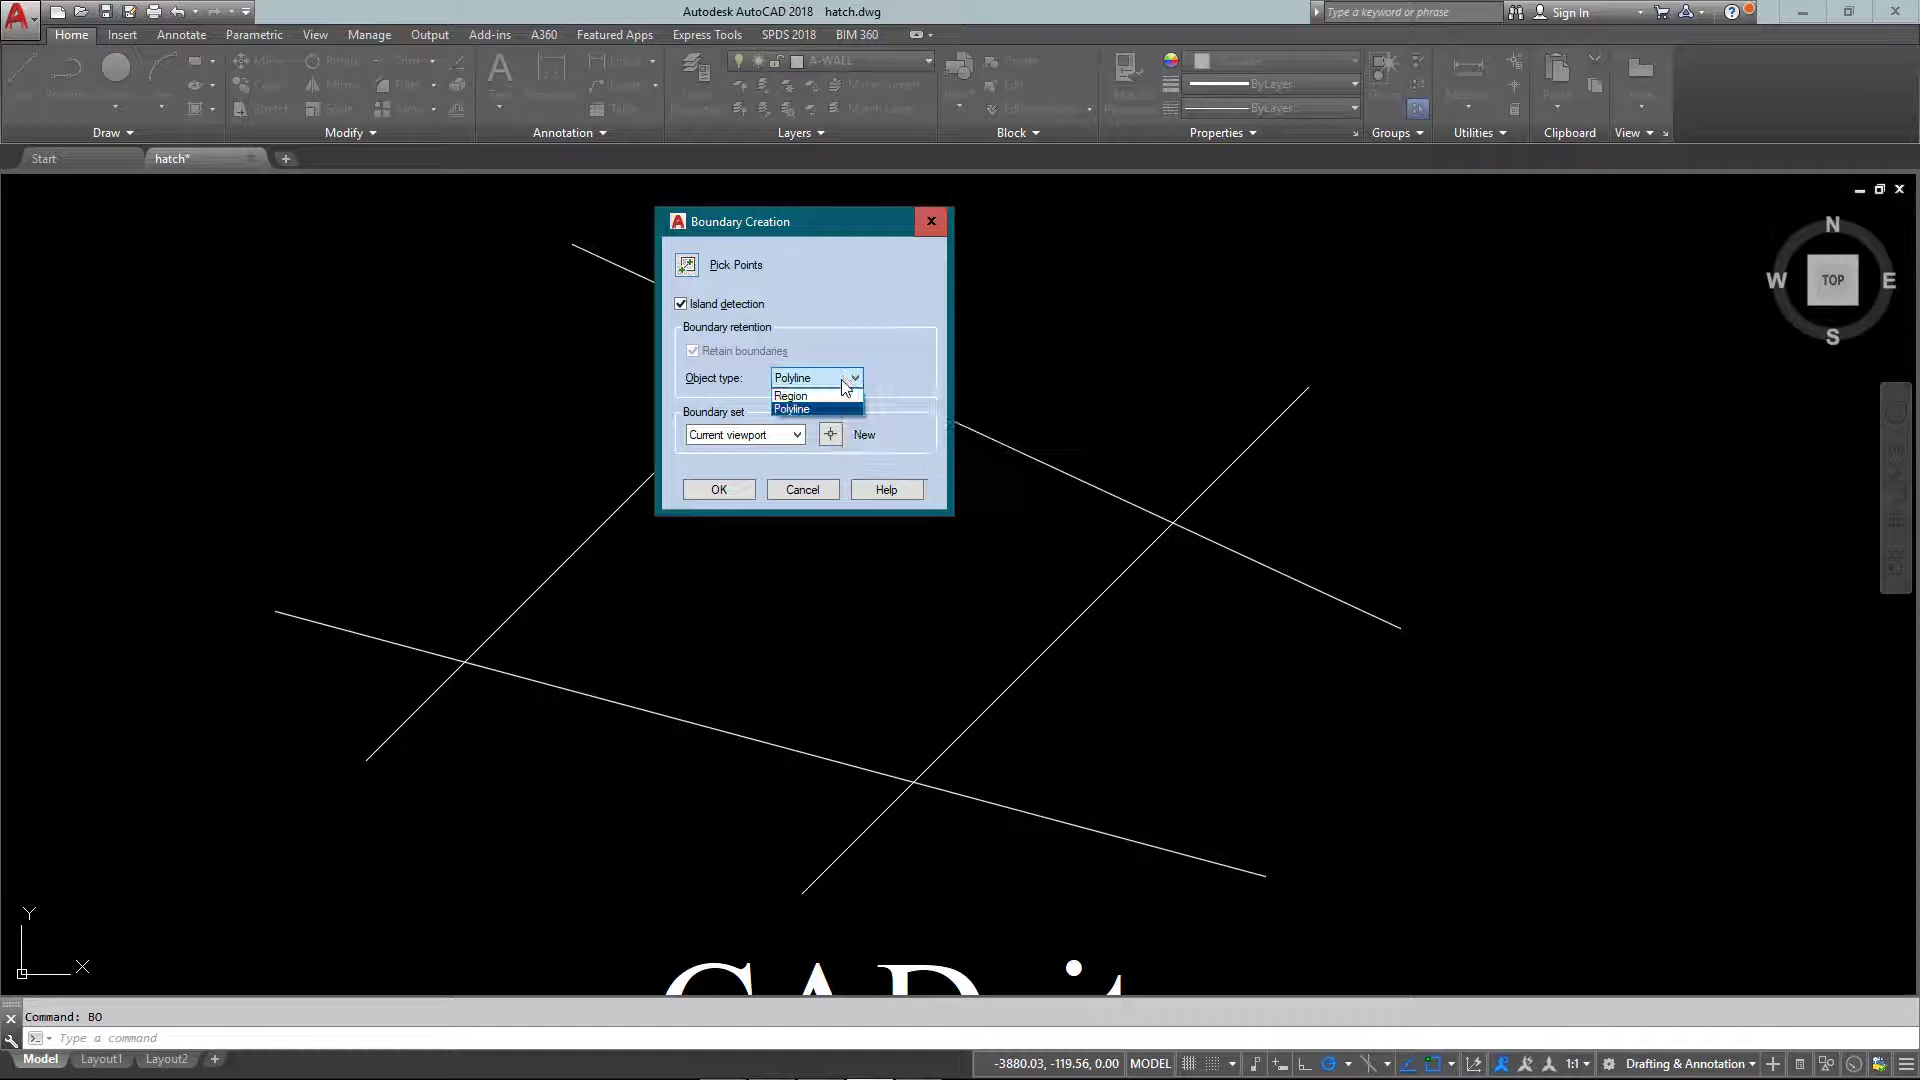 Autodesk AutoCAD 2018 hatch.dwg
Type a keyword or phrase
Sign In
Home Insert Annotate Parametric View Manage Output Add-ins A360 Featured Apps Express Tools SPDS 2018 BIM 360
A-WALL
ByLayer
ByLayer
Draw Modify Annotation Layers Block Properties Groups Utilities Clipboard View
Start hatch*
Boundary Creation
Pick Points
Island detection
Boundary retention
Retain boundaries
Object type: Polyline
Region
Polyline
Boundary set
Current viewport New
OK Cancel Help
N
W TOP E
S
Y
X
CAD it
Command: BO
Type a command
Model Layout1 Layout2
-3880.03, -119.56, 0.00 MODEL 1:1 Drafting & Annotation